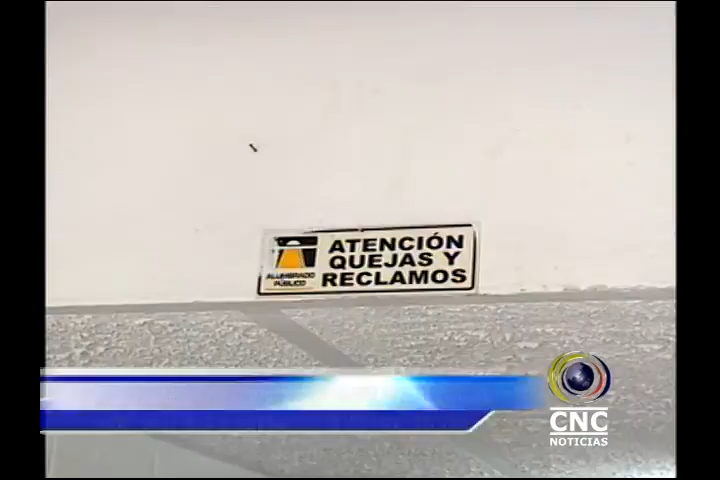 ATENCIÓN
QUEJAS Y
RECLAMOS
ALUMBRADO
PÚBLICO
CNC
NOTICIAS